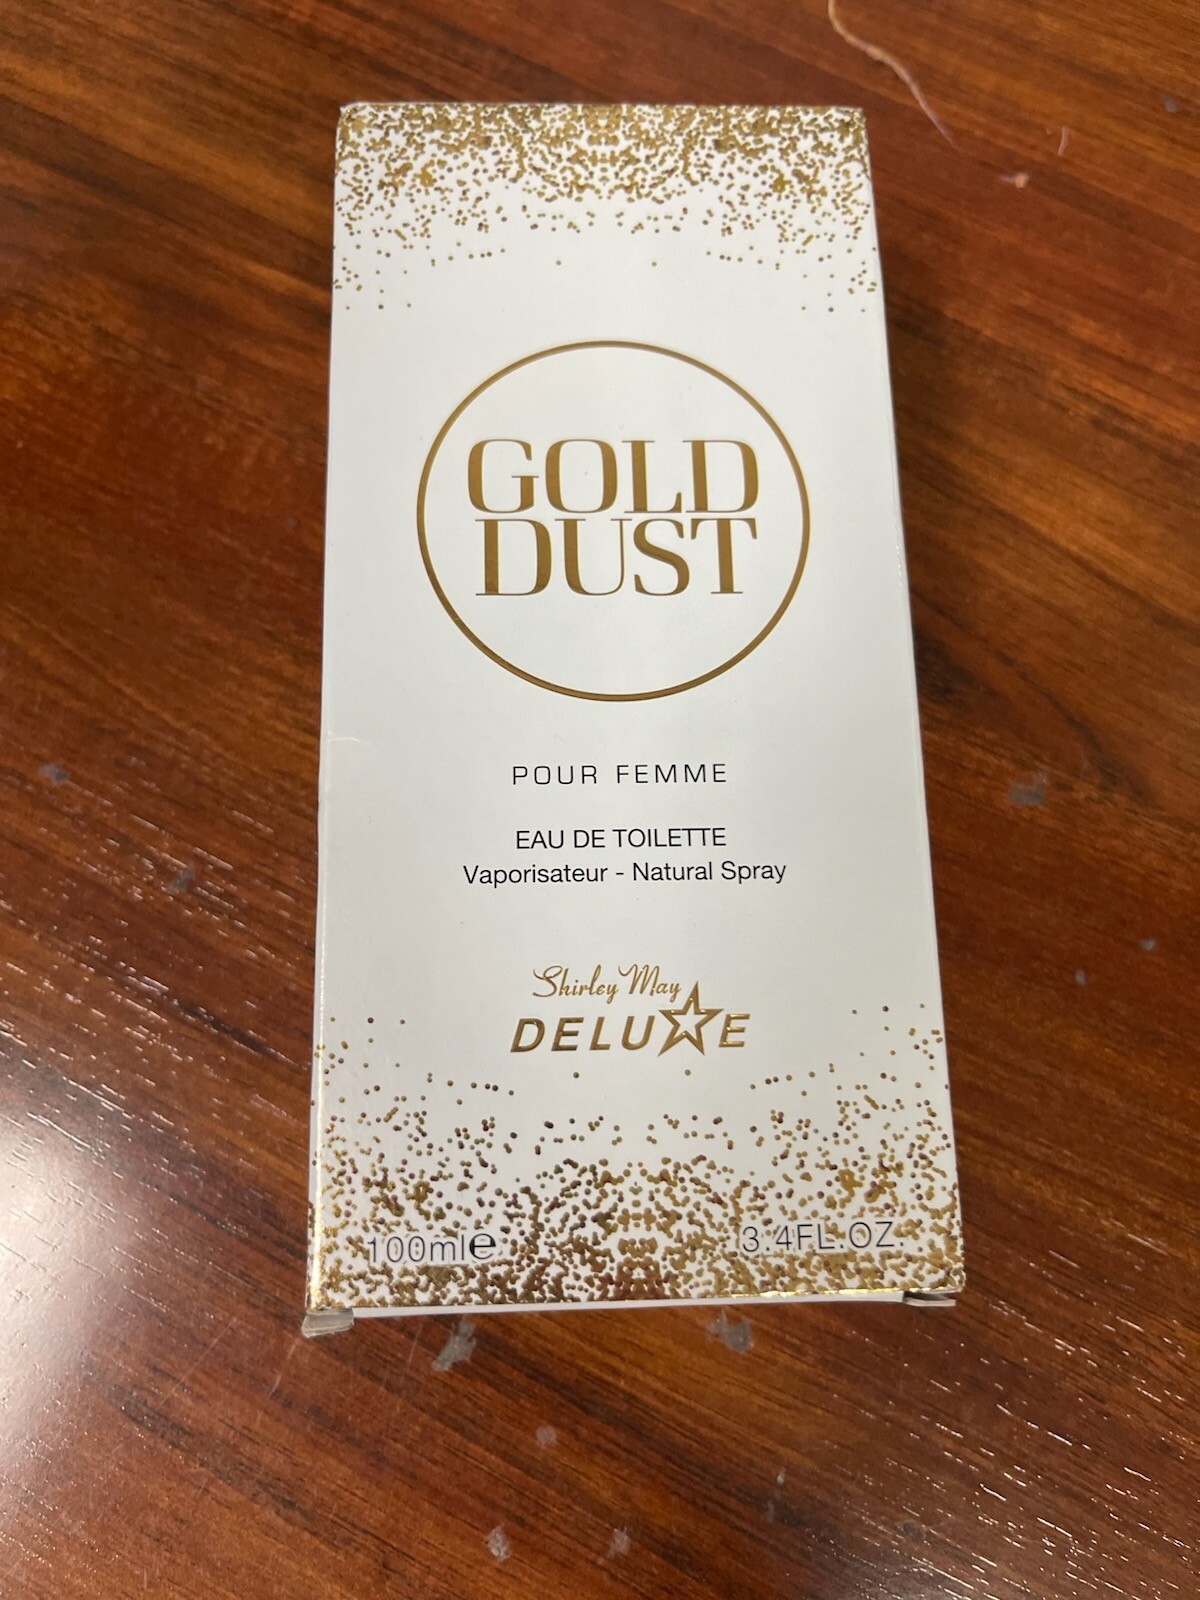 GOLD
DUST
POUR FEMME
EAU DE TOILETTE
Vaporisateur - Natural Spray
Shirley May
DELUXE
100ml℮
3.4FL.OZ.